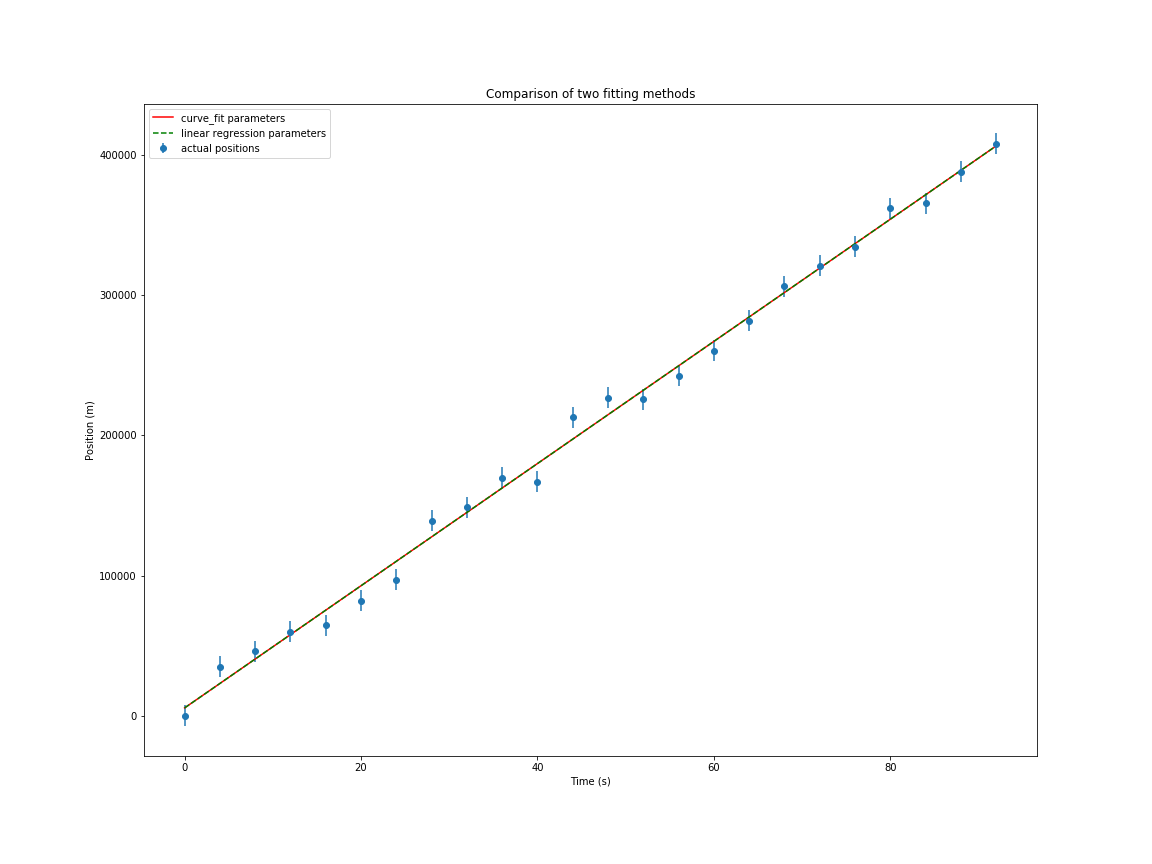 Comparison of two fitting methods
curve_fit parameters
linear regression parameters
actual positions
400000
300000
200000
100000
0
Position (m)
0 20 40 60 80
Time (s)